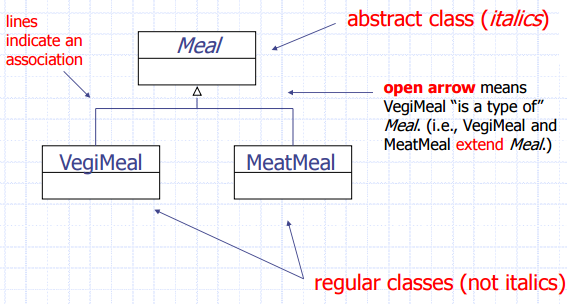 lines
indicate an
association
abstract class (italics)
Meal
open arrow means
VegiMeal “is a type of”
Meal. (i.e., VegiMeal and
MeatMeal extend Meal.)
VegiMeal
MeatMeal
regular classes (not italics)